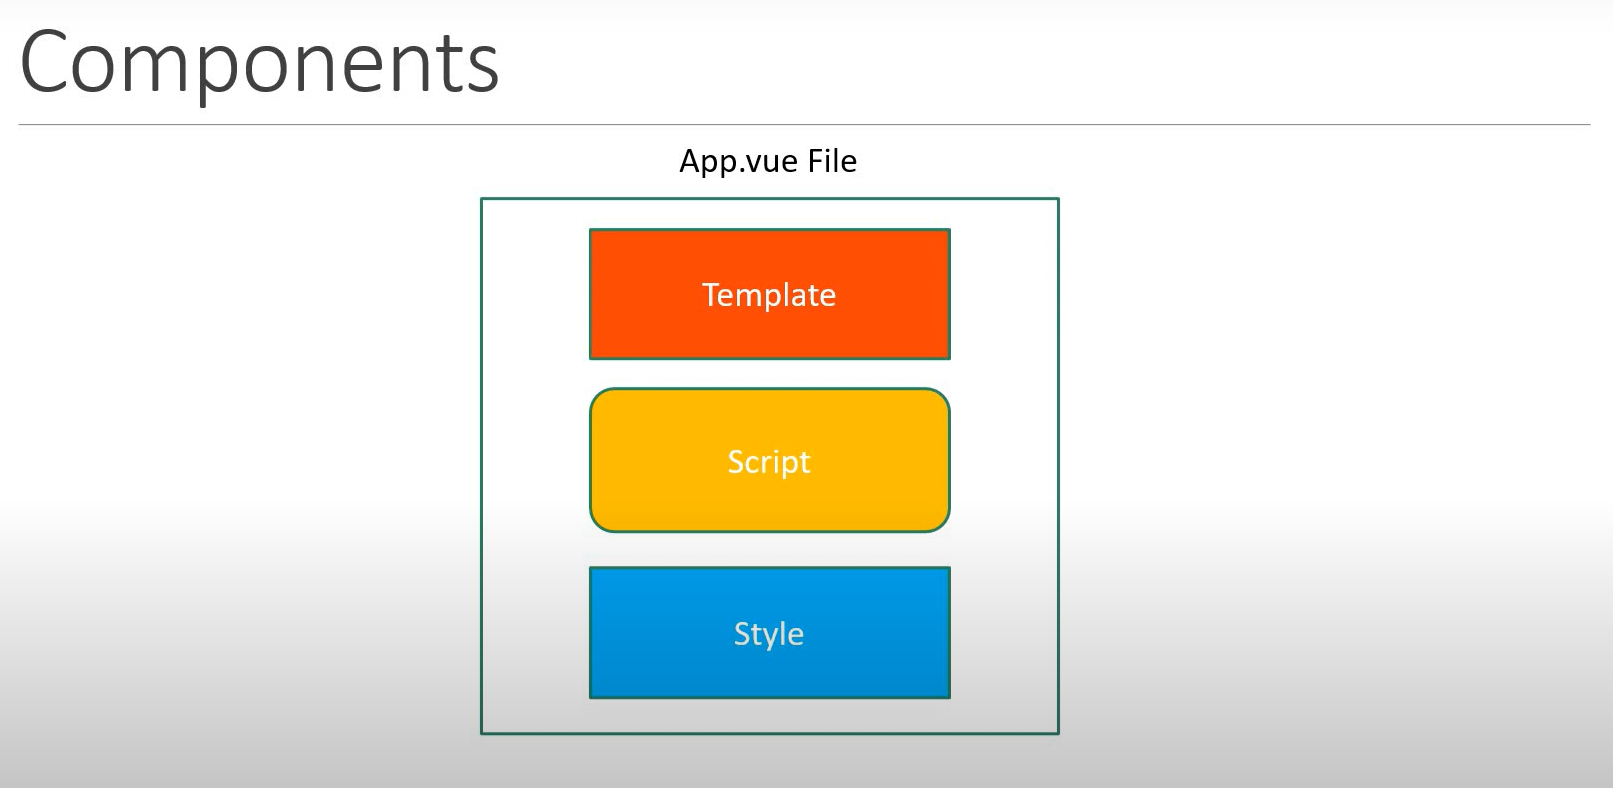 Components
App.vue File
Template
Script
Style